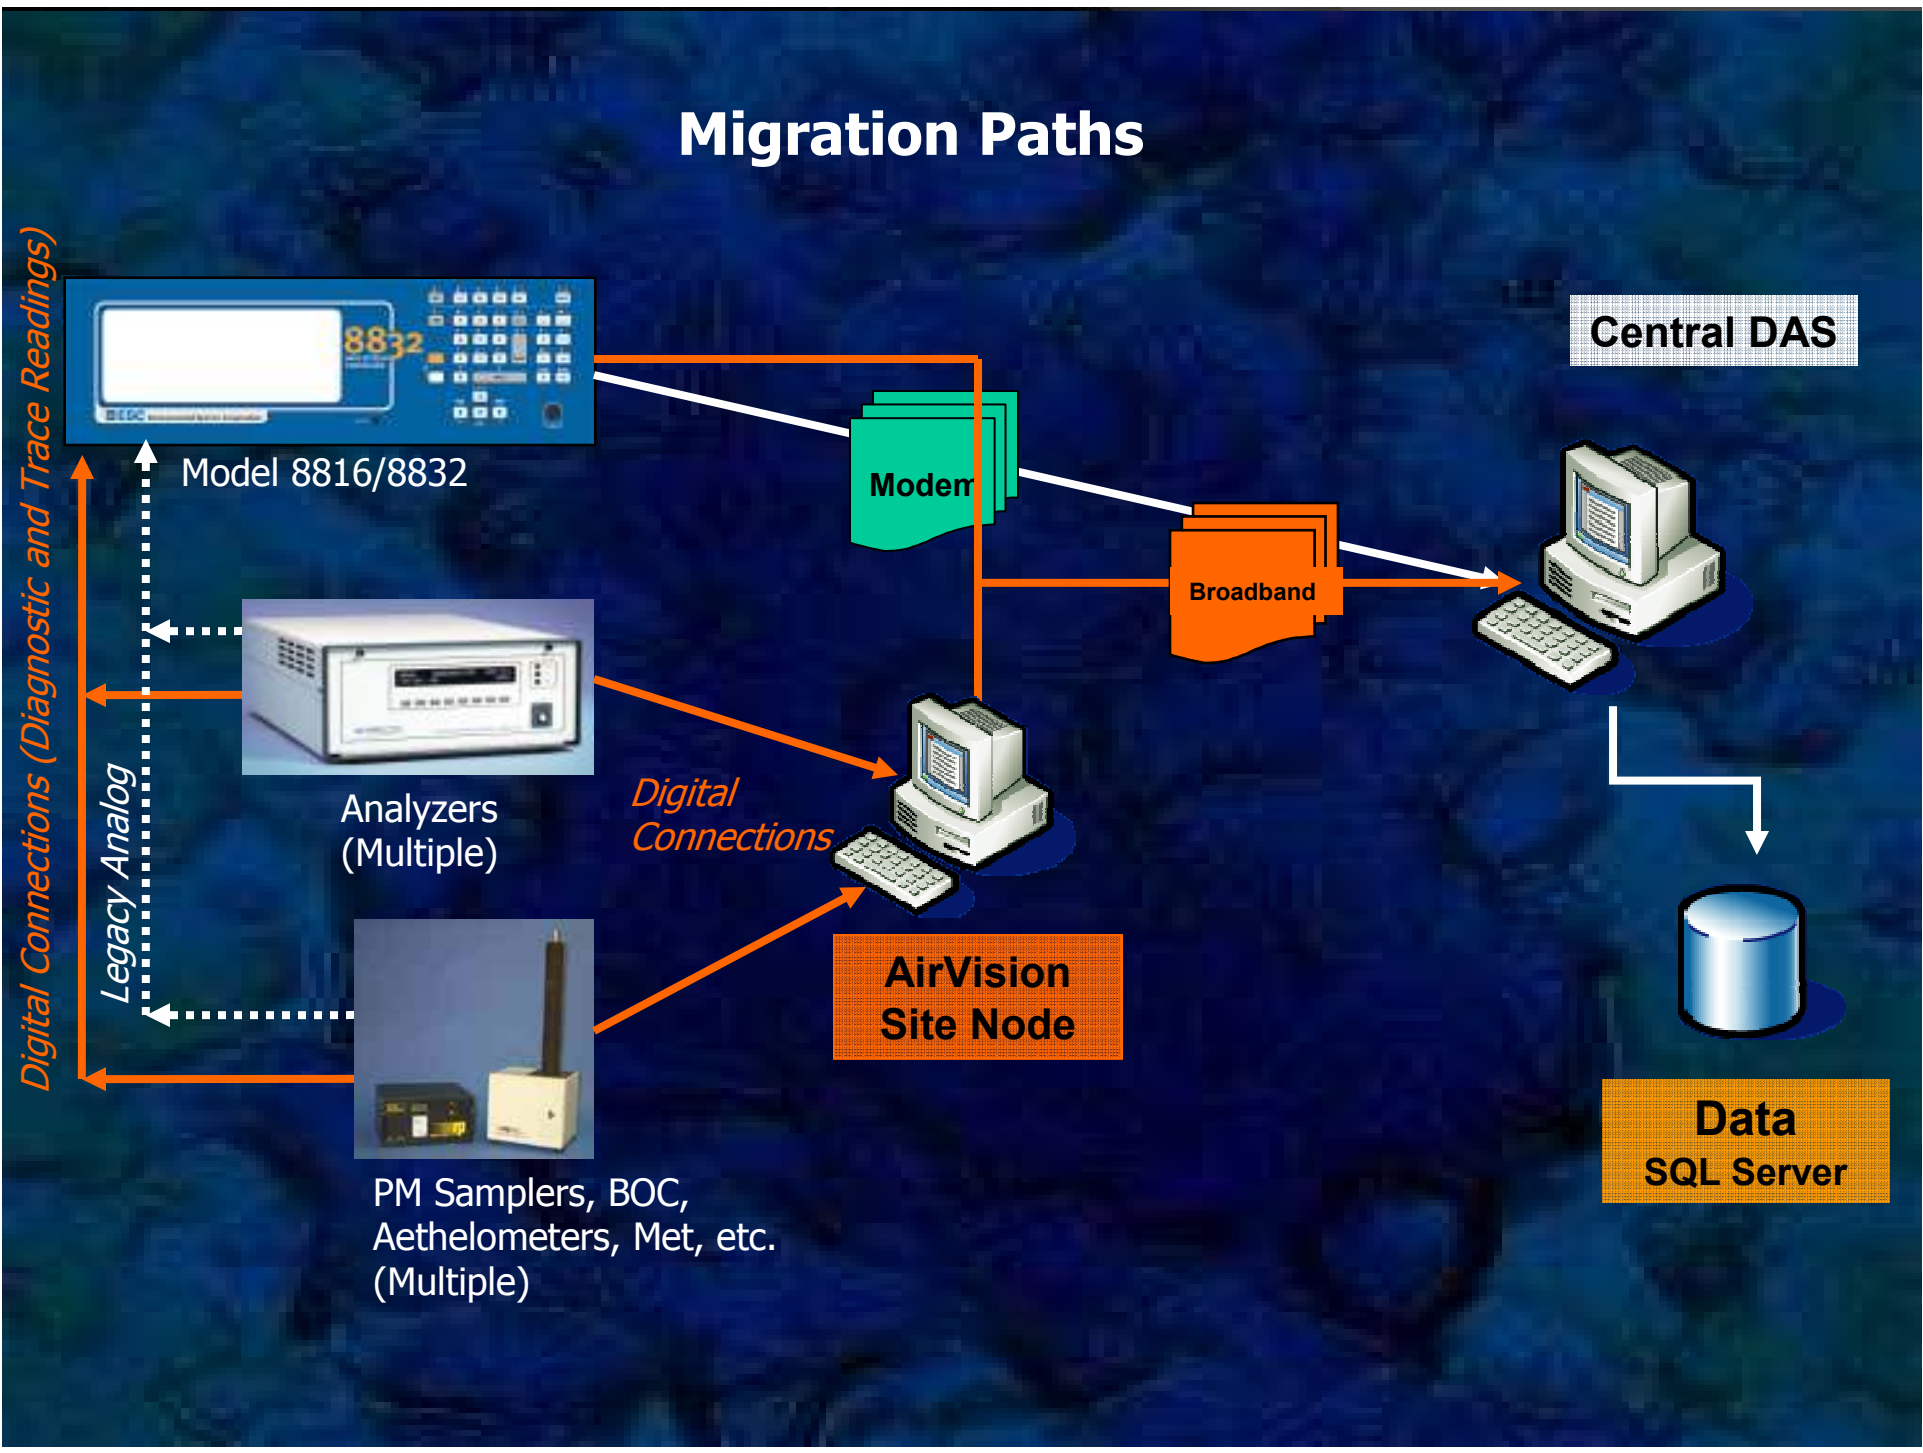 Migration Paths
Digital Connections (Diagnostic and Trace Readings)
8832
ESC
Model 8816/8832
Central DAS
Modem
Broadband
Legacy Analog
Analyzers
(Multiple)
Digital
Connections
AirVision
Site Node
PM Samplers, BOC,
Aethelometers, Met, etc.
(Multiple)
Data
SQL Server